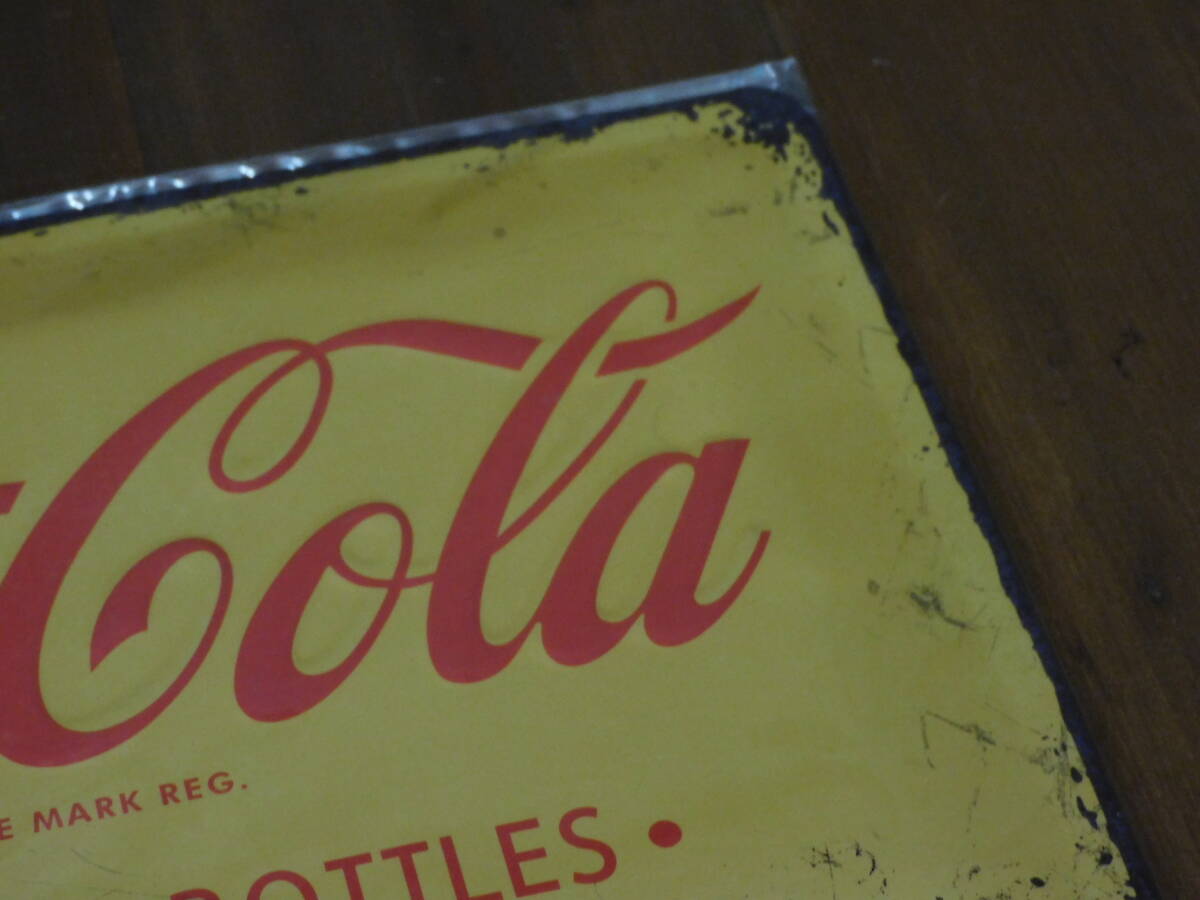 Cola
E MARK REG.
BOTTLES •